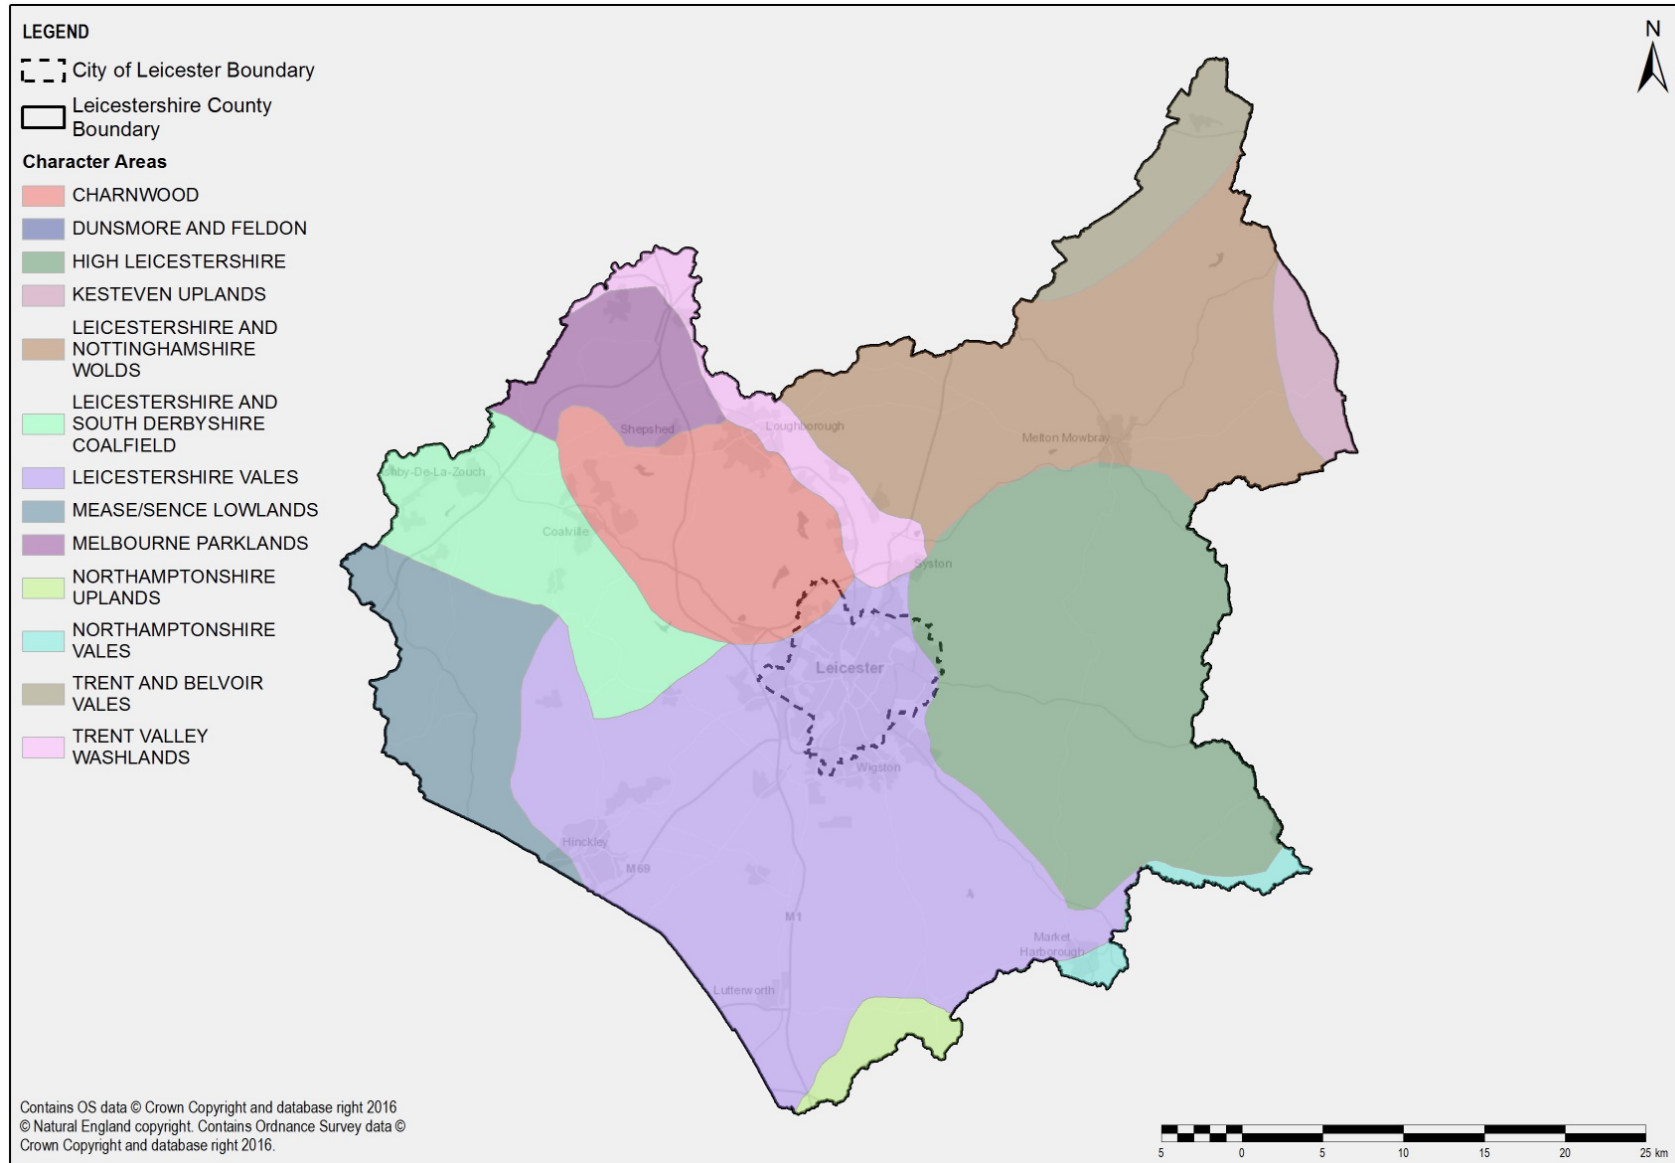 LEGEND
City of Leicester Boundary
Leicestershire County
Boundary
Character Areas
CHARNWOOD
DUNSMORE AND FELDON
HIGH LEICESTERSHIRE
KESTEVEN UPLANDS
LEICESTERSHIRE AND
NOTTINGHAMSHIRE
WOLDS
LEICESTERSHIRE AND
SOUTH DERBYSHIRE
COALFIELD
LEICESTERSHIRE VALES
MEASE/SENCE LOWLANDS
MELBOURNE PARKLANDS
NORTHAMPTONSHIRE
UPLANDS
NORTHAMPTONSHIRE
VALES
TRENT AND BELVOIR
VALES
TRENT VALLEY
WASHLANDS
N
Shepshed
Loughborough
Melton Mowbray
Ashby-De-La-Zouch
Coalville
Syston
Leicester
Wigston
Hinckley
M69
M1
Market
Harborough
Lutterworth
Contains OS data © Crown Copyright and database right 2016
© Natural England copyright. Contains Ordnance Survey data ©
Crown Copyright and database right 2016.
5 0 5 10 15 20 25 km